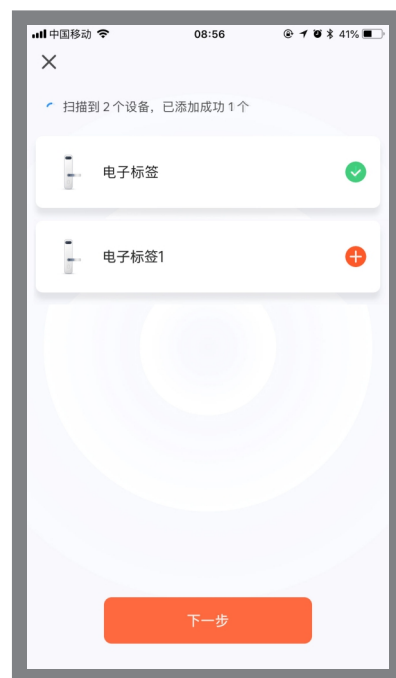 中国移动 08:56 41%
扫描到 2 个设备，已添加成功 1 个
电子标签
电子标签1
下一步